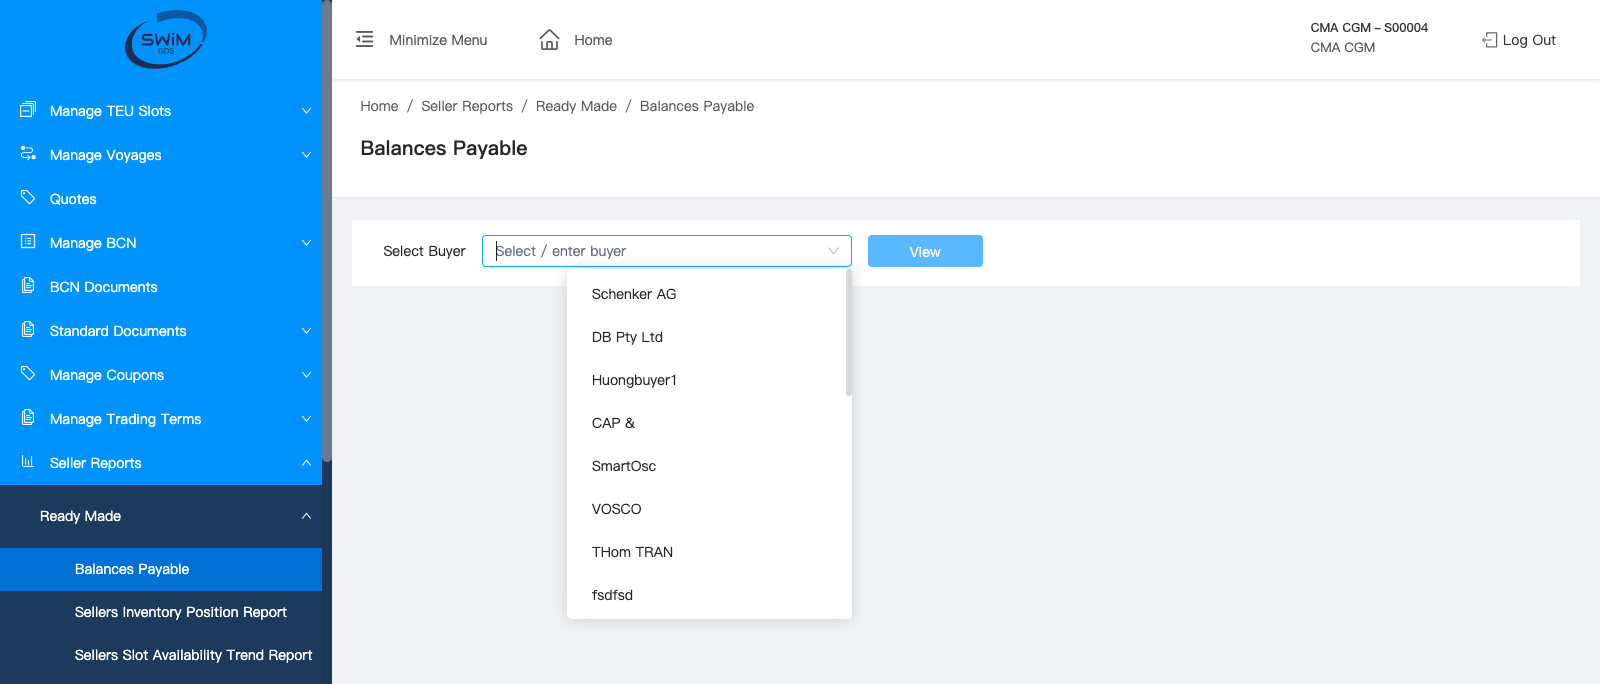 SWiM
GDS
Minimize Menu
Home
CMA CGM – S00004
CMA CGM
Log Out
Manage TEU Slots
Manage Voyages
Quotes
Manage BCN
BCN Documents
Standard Documents
Manage Coupons
Manage Trading Terms
Seller Reports
Ready Made
Balances Payable
Sellers Inventory Position Report
Sellers Slot Availability Trend Report
Home / Seller Reports / Ready Made / Balances Payable
Balances Payable
Select Buyer
Select / enter buyer
View
Schenker AG
DB Pty Ltd
Huongbuyer1
CAP &
SmartOsc
VOSCO
THom TRAN
fsdfsd